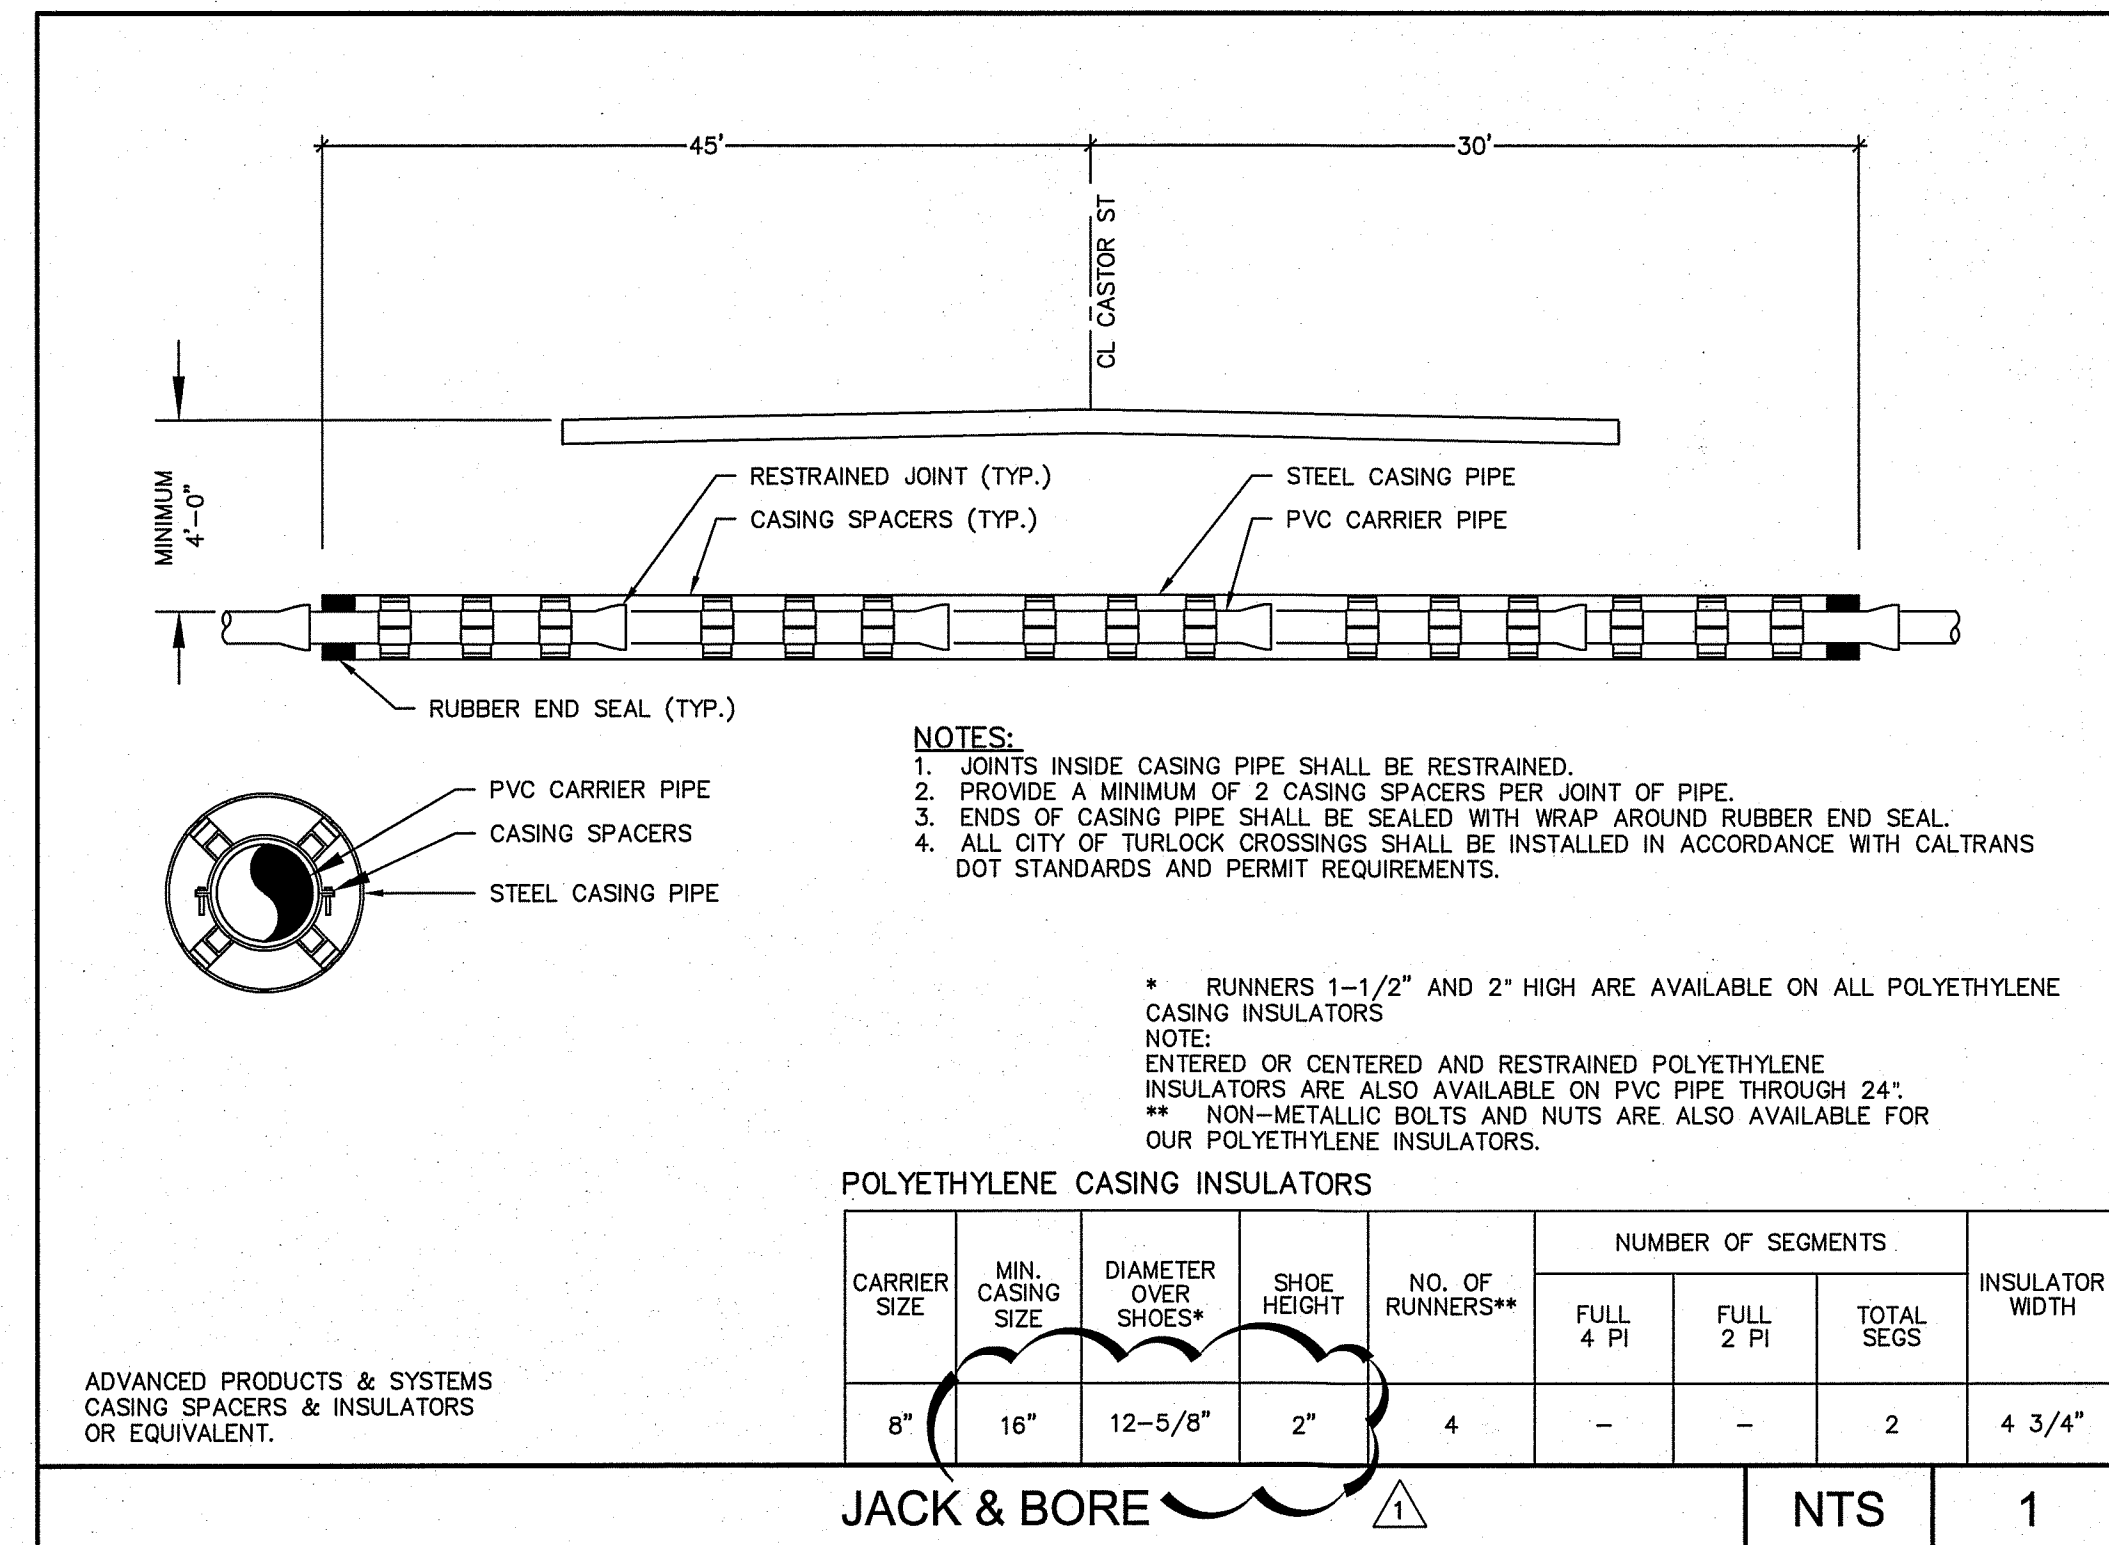 45'
30'
CL CASTOR ST
MINIMUM
4'-0"
RESTRAINED JOINT (TYP.)
CASING SPACERS (TYP.)
STEEL CASING PIPE
PVC CARRIER PIPE
RUBBER END SEAL (TYP.)
PVC CARRIER PIPE
CASING SPACERS
STEEL CASING PIPE
NOTES:
1. JOINTS INSIDE CASING PIPE SHALL BE RESTRAINED.
2. PROVIDE A MINIMUM OF 2 CASING SPACERS PER JOINT OF PIPE.
3. ENDS OF CASING PIPE SHALL BE SEALED WITH WRAP AROUND RUBBER END SEAL.
4. ALL CITY OF TURLOCK CROSSINGS SHALL BE INSTALLED IN ACCORDANCE WITH CALTRANS
DOT STANDARDS AND PERMIT REQUIREMENTS.
* RUNNERS 1-1/2" AND 2" HIGH ARE AVAILABLE ON ALL POLYETHYLENE
CASING INSULATORS
NOTE:
ENTERED OR CENTERED AND RESTRAINED POLYETHYLENE
INSULATORS ARE ALSO AVAILABLE ON PVC PIPE THROUGH 24".
** NON-METALLIC BOLTS AND NUTS ARE ALSO AVAILABLE FOR
OUR POLYETHYLENE INSULATORS.
POLYETHYLENE CASING INSULATORS
CARRIER SIZE
MIN. CASING SIZE
DIAMETER OVER SHOES*
SHOE HEIGHT
NO. OF RUNNERS**
NUMBER OF SEGMENTS
FULL 4 PI
FULL 2 PI
TOTAL SEGS
INSULATOR WIDTH
8" 16" 12-5/8" 2" 4 - - 2 4 3/4"
ADVANCED PRODUCTS & SYSTEMS
CASING SPACERS & INSULATORS
OR EQUIVALENT.
JACK & BORE
1
NTS
1